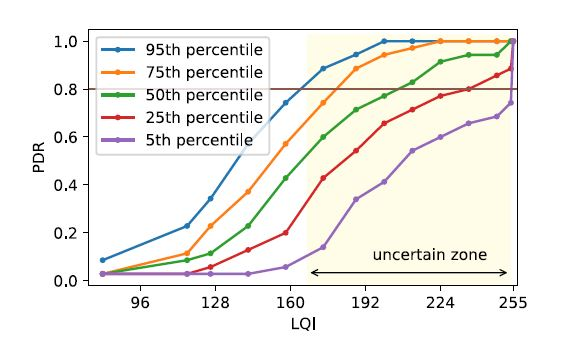 1.0
0.8
0.6
0.4
0.2
0.0
PDR
95th percentile
75th percentile
50th percentile
25th percentile
5th percentile
uncertain zone
96 128 160 192 224 255
LQI